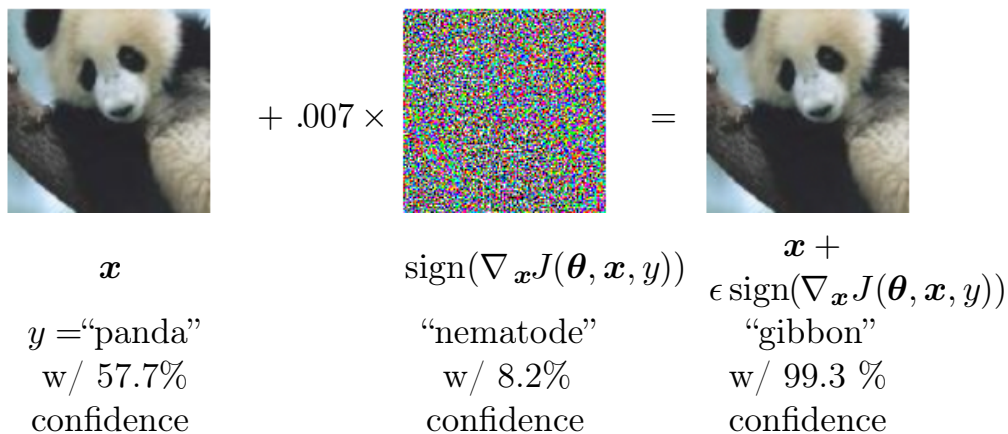 + .007 ×
=
x
sign(∇ₓJ(θ, x, y))
x +
ϵ sign(∇ₓJ(θ, x, y))
y =“panda”
“nematode”
“gibbon”
w/ 57.7%
w/ 8.2%
w/ 99.3 %
confidence
confidence
confidence